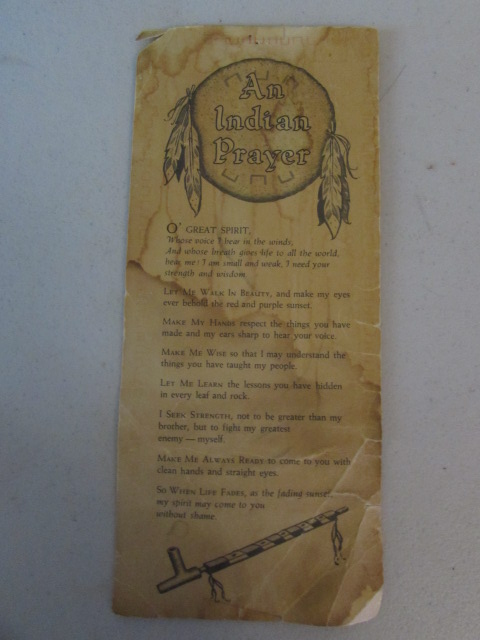 An
Indian
Prayer
O' GREAT SPIRIT,
Whose voice I hear in the winds,
And whose breath gives life to all the world,
hear me: I am small and weak, I need your
strength and wisdom.
LET ME WALK IN BEAUTY, and make my eyes
ever behold the red and purple sunset.
MAKE MY HANDS respect the things you have
made and my ears sharp to hear your voice.
MAKE ME WISE so that I may understand the
things you have taught my people.
LET ME LEARN the lessons you have hidden
in every leaf and rock.
I SEEK STRENGTH, not to be greater than my
brother, but to fight my greatest
enemy — myself.
MAKE ME ALWAYS READY to come to you with
clean hands and straight eyes.
SO WHEN LIFE FADES, as the fading sunset,
my spirit may come to you
without shame.